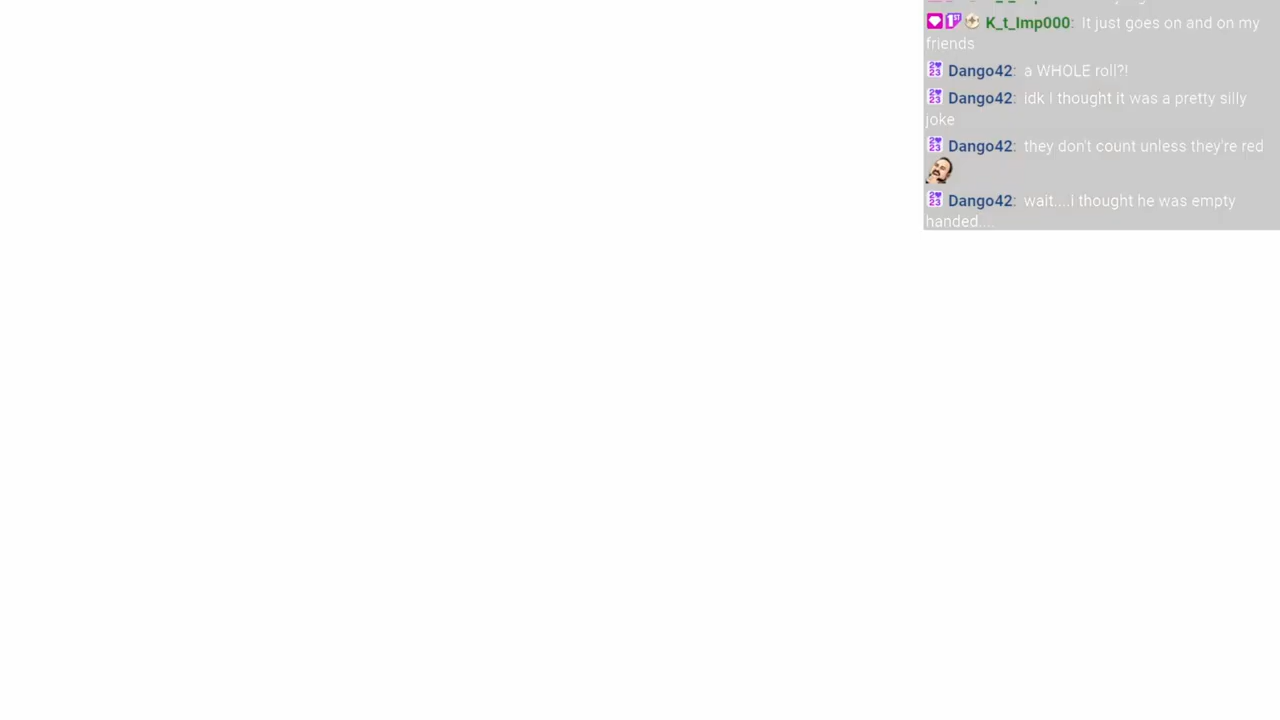 K_t_Imp000: It just goes on and on my
friends
Dango42: a WHOLE roll?!
Dango42: idk I thought it was a pretty silly
joke
Dango42: they don't count unless they're red
Dango42: wait....i thought he was empty
handed....